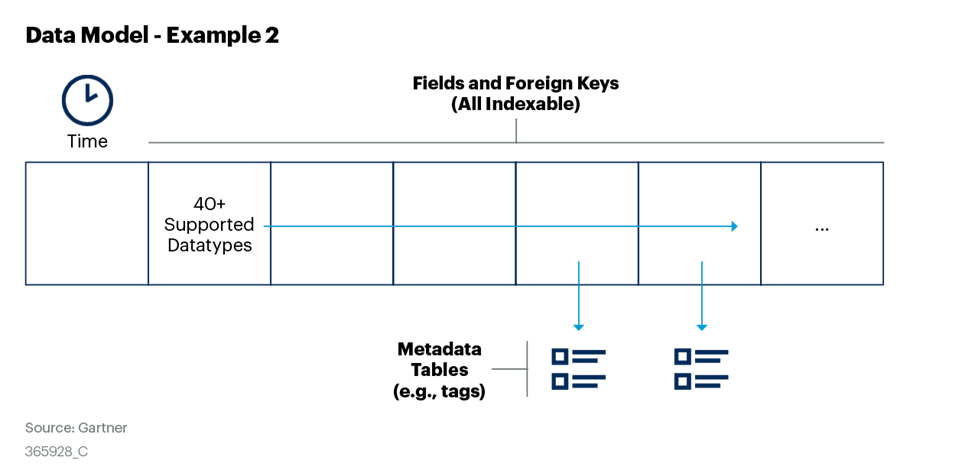 Data Model - Example 2
Fields and Foreign Keys
(All Indexable)
Time
40+
Supported
Datatypes
...
Metadata
Tables
(e.g., tags)
Source: Gartner
365928_C